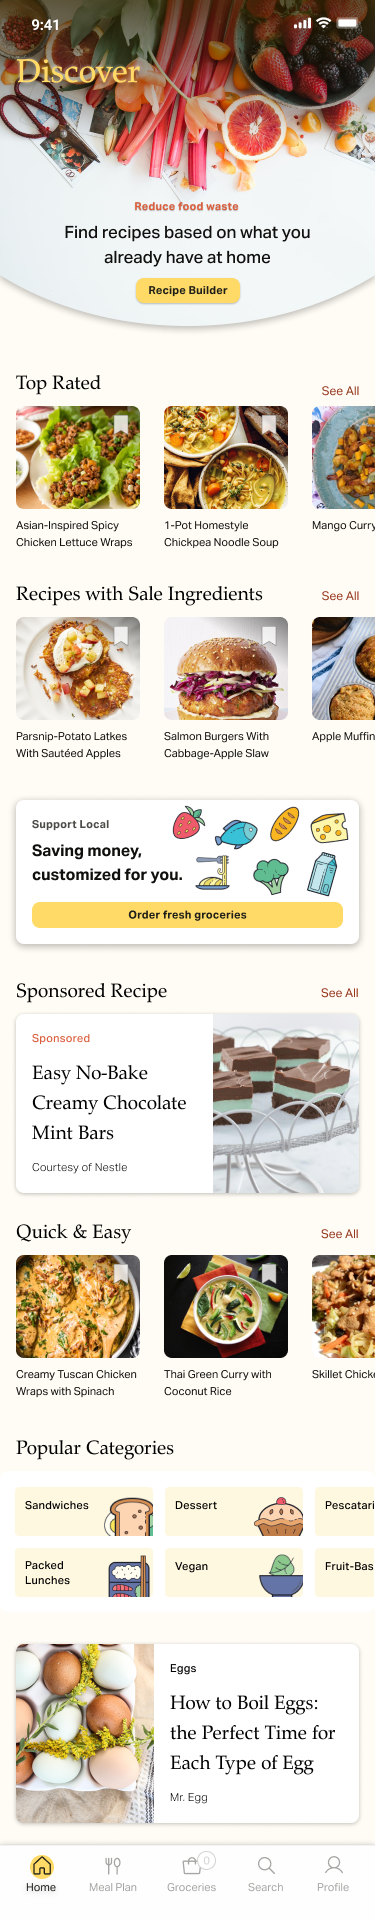 9:41
Discover
Reduce food waste
Find recipes based on what you
already have at home
Recipe Builder
Top Rated
See All
Asian-Inspired Spicy
Chicken Lettuce Wraps
1-Pot Homestyle
Chickpea Noodle Soup
Mango Curry
Recipes with Sale Ingredients
See All
Parsnip-Potato Latkes
With Sautéed Apples
Salmon Burgers With
Cabbage-Apple Slaw
Apple Muffin
Support Local
Saving money,
customized for you.
Order fresh groceries
Sponsored Recipe
See All
Sponsored
Easy No-Bake
Creamy Chocolate
Mint Bars
Courtesy of Nestle
Quick & Easy
See All
Creamy Tuscan Chicken
Wraps with Spinach
Thai Green Curry with
Coconut Rice
Skillet Chick
Popular Categories
Sandwiches
Dessert
Pescatari
Packed
Lunches
Vegan
Fruit-Bas
Eggs
How to Boil Eggs:
the Perfect Time for
Each Type of Egg
Mr. Egg
0
Home
Meal Plan
Groceries
Search
Profile